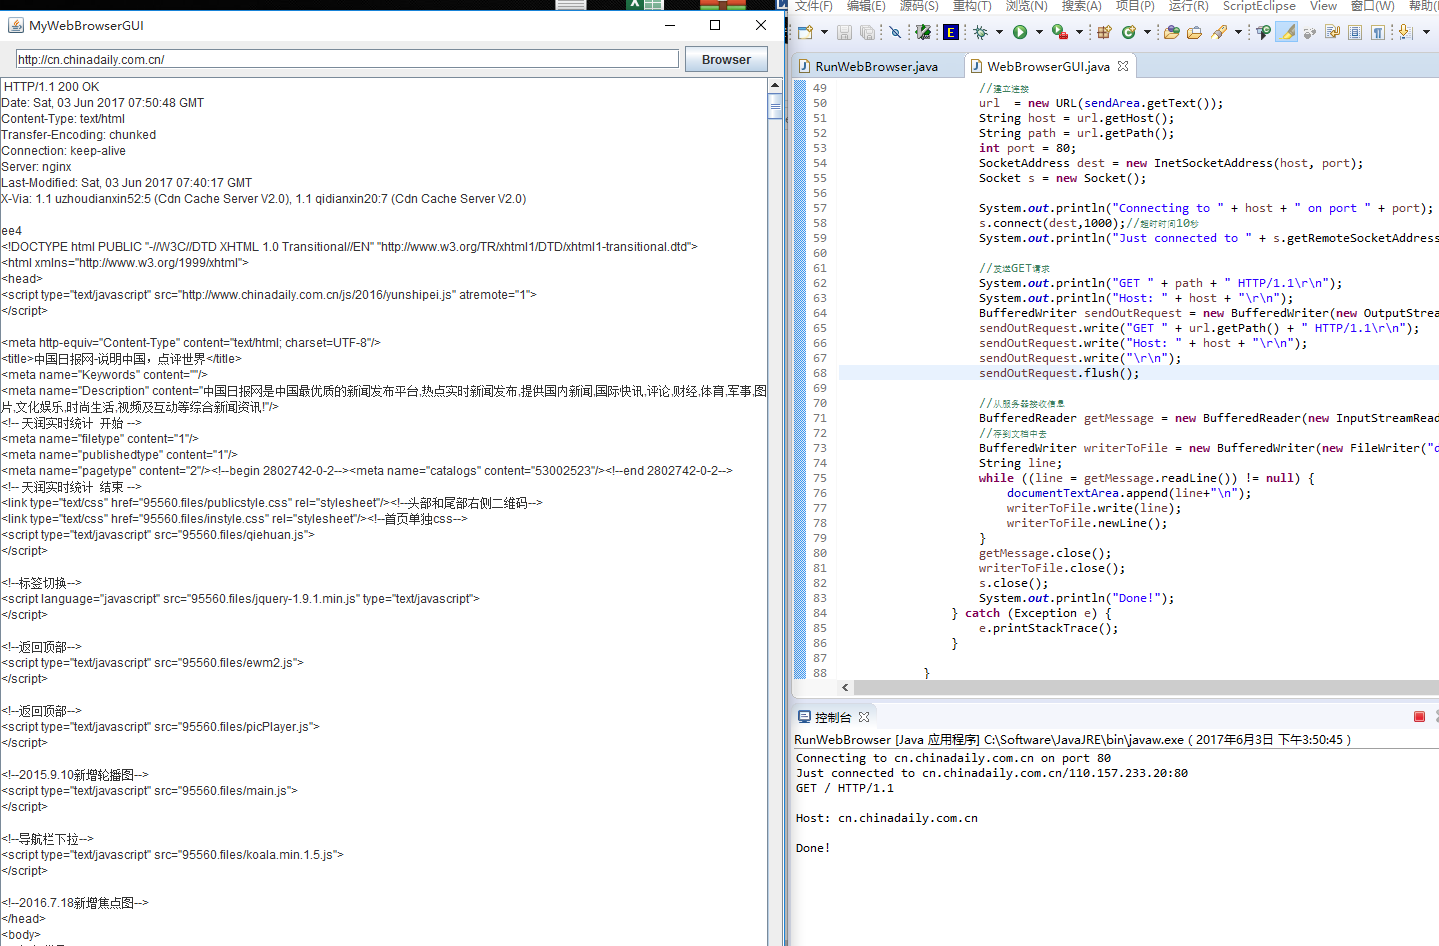 MyWebBrowserGUI
http://cn.chinadaily.com.cn/
Browser
HTTP/1.1 200 OK
Date: Sat, 03 Jun 2017 07:50:48 GMT
Content-Type: text/html
Transfer-Encoding: chunked
Connection: keep-alive
Server: nginx
Last-Modified: Sat, 03 Jun 2017 07:40:17 GMT
X-Via: 1.1 uzhoudianxin52:5 (Cdn Cache Server V2.0), 1.1 qidianxin20:7 (Cdn Cache Server V2.0)
ee4
<!DOCTYPE html PUBLIC "-//W3C//DTD XHTML 1.0 Transitional//EN" "http://www.w3.org/TR/xhtml1/DTD/xhtml1-transitional.dtd">
<html xmlns="http://www.w3.org/1999/xhtml">
<head>
<script type="text/javascript" src="http://www.chinadaily.com.cn/js/2016/yunshipei.js" atremote="1">
</script>
<meta http-equiv="Content-Type" content="text/html; charset=UTF-8"/>
<title>中国日报网-说明中国，点评世界</title>
<meta name="Keywords" content=""/>
<meta name="Description" content="中国日报网是中国最优质的新闻发布平台,热点实时新闻发布,提供国内新闻,国际快讯,评论,财经,体育,军事,图
片,文化娱乐,时尚生活,视频及互动等综合新闻资讯!"/>
<!-- 天润实时统计  开始 -->
<meta name="filetype" content="1"/>
<meta name="publishedtype" content="1"/>
<meta name="pagetype" content="2"/><!--begin 2802742-0-2--><meta name="catalogs" content="53002523"/><!--end 2802742-0-2-->
<!-- 天润实时统计  结束 -->
<link type="text/css" href="95560.files/publicstyle.css" rel="stylesheet"/><!--头部和尾部右侧二维码-->
<link type="text/css" href="95560.files/instyle.css" rel="stylesheet"/><!--首页单独css-->
<script type="text/javascript" src="95560.files/qiehuan.js">
</script>
<!--标签切换-->
<script language="javascript" src="95560.files/jquery-1.9.1.min.js" type="text/javascript">
</script>
<!--返回顶部-->
<script type="text/javascript" src="95560.files/ewm2.js">
</script>
<!--返回顶部-->
<script type="text/javascript" src="95560.files/picPlayer.js">
</script>
<!--2015.9.10新增轮播图-->
<script type="text/javascript" src="95560.files/main.js">
</script>
<!--导航栏下拉-->
<script type="text/javascript" src="95560.files/koala.min.1.5.js">
</script>
<!--2016.7.18新增焦点图-->
</head>
<body>
文件(F) 编辑(E) 源码(S) 重构(T) 浏览(N) 搜索(A) 项目(P) 运行(R) ScriptEclipse View 窗口(W) 帮助(
RunWebBrowser.java WebBrowserGUI.java
49 //建立连接
50 url  = new URL(sendArea.getText());
51 String host = url.getHost();
52 String path = url.getPath();
53 int port = 80;
54 SocketAddress dest = new InetSocketAddress(host, port);
55 Socket s = new Socket();
56
57 System.out.println("Connecting to " + host + " on port " + port);
58 s.connect(dest,1000);//超时时间10秒
59 System.out.println("Just connected to " + s.getRemoteSocketAddress
60
61 //发送GET请求
62 System.out.println("GET " + path + " HTTP/1.1\r\n");
63 System.out.println("Host: " + host + "\r\n");
64 BufferedWriter sendOutRequest = new BufferedWriter(new OutputStrea
65 sendOutRequest.write("GET " + url.getPath() + " HTTP/1.1\r\n");
66 sendOutRequest.write("Host: " + host + "\r\n");
67 sendOutRequest.write("\r\n");
68 sendOutRequest.flush();
69
70 //从服务器接收信息
71 BufferedReader getMessage = new BufferedReader(new InputStreamRead
72 //存到文档中去
73 BufferedWriter writerToFile = new BufferedWriter(new FileWriter("d
74 String line;
75 while ((line = getMessage.readLine()) != null) {
76 documentTextArea.append(line+"\n");
77 writerToFile.write(line);
78 writerToFile.newLine();
79 }
80 getMessage.close();
81 writerToFile.close();
82 s.close();
83 System.out.println("Done!");
84 } catch (Exception e) {
85 e.printStackTrace();
86 }
87
88 }
控制台
RunWebBrowser [Java 应用程序] C:\Software\JavaJRE\bin\javaw.exe ( 2017年6月3日 下午3:50:45 )
Connecting to cn.chinadaily.com.cn on port 80
Just connected to cn.chinadaily.com.cn/110.157.233.20:80
GET / HTTP/1.1
Host: cn.chinadaily.com.cn
Done!